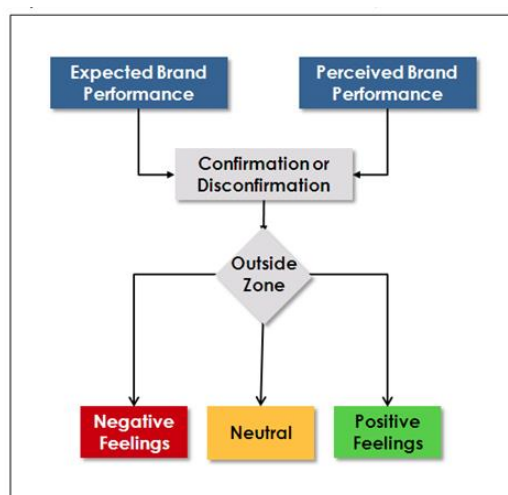 Expected Brand
Performance
Perceived Brand
Performance
Confirmation or
Disconfirmation
Outside
Zone
Negative
Feelings
Neutral
Positive
Feelings